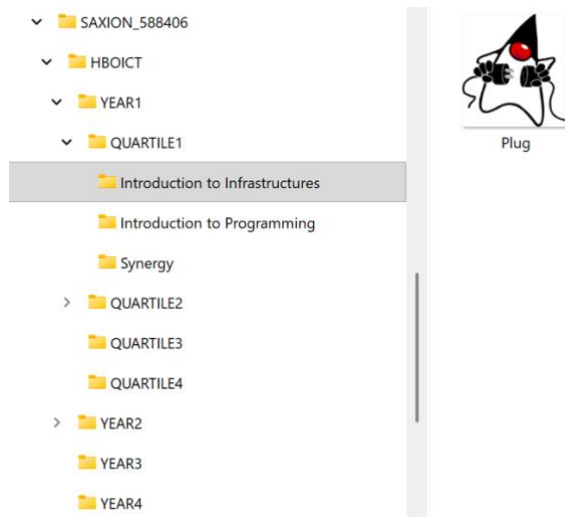 SAXION_588406
HBOICT
YEAR1
QUARTILE1
Introduction to Infrastructures
Introduction to Programming
Synergy
QUARTILE2
QUARTILE3
QUARTILE4
YEAR2
YEAR3
YEAR4
Plug